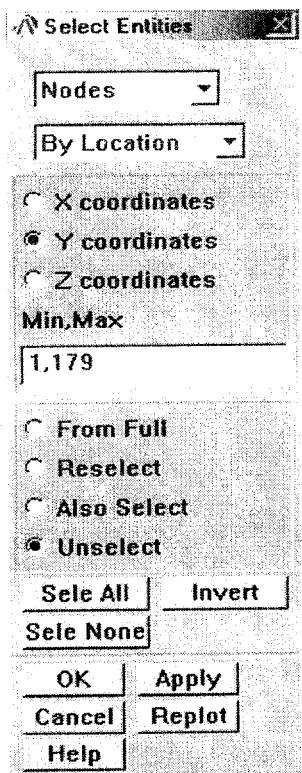 Select Entities
Nodes
By Location
X coordinates
Y coordinates
Z coordinates
Min,Max
1,179
From Full
Reselect
Also Select
Unselect
Sele All Invert
Sele None
OK Apply
Cancel Replot
Help